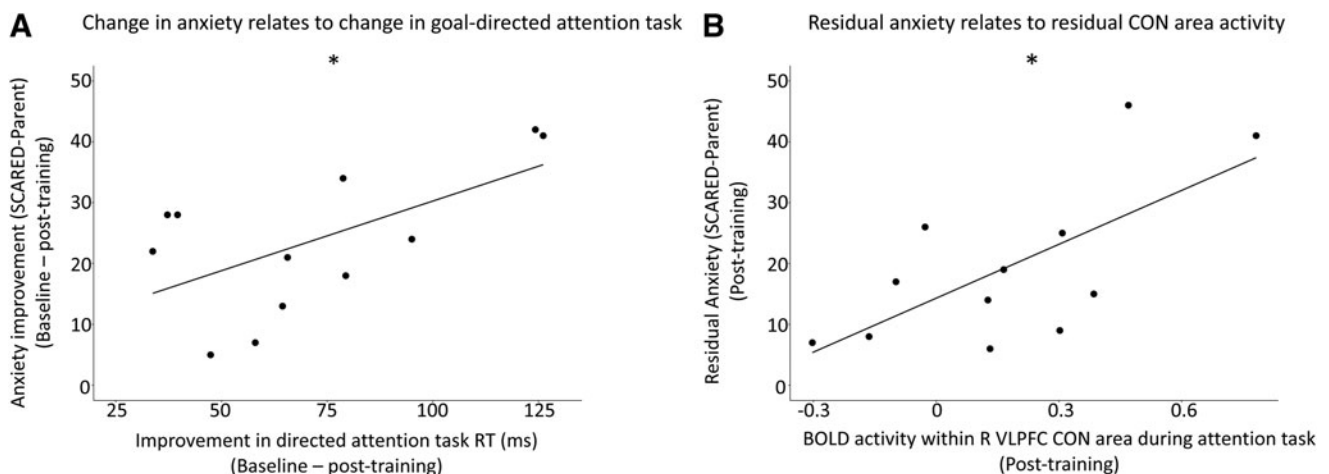 A
Change in anxiety relates to change in goal-directed attention task
*
Anxiety improvement (SCARED-Parent)
(Baseline – post-training)
50
40
30
20
10
0
25 50 75 100 125
Improvement in directed attention task RT (ms)
(Baseline – post-training)
B
Residual anxiety relates to residual CON area activity
*
Residual Anxiety (SCARED-Parent)
(Post-training)
50
40
30
20
10
0
-0.3 0 0.3 0.6
BOLD activity within R VLPFC CON area during attention task
(Post-training)